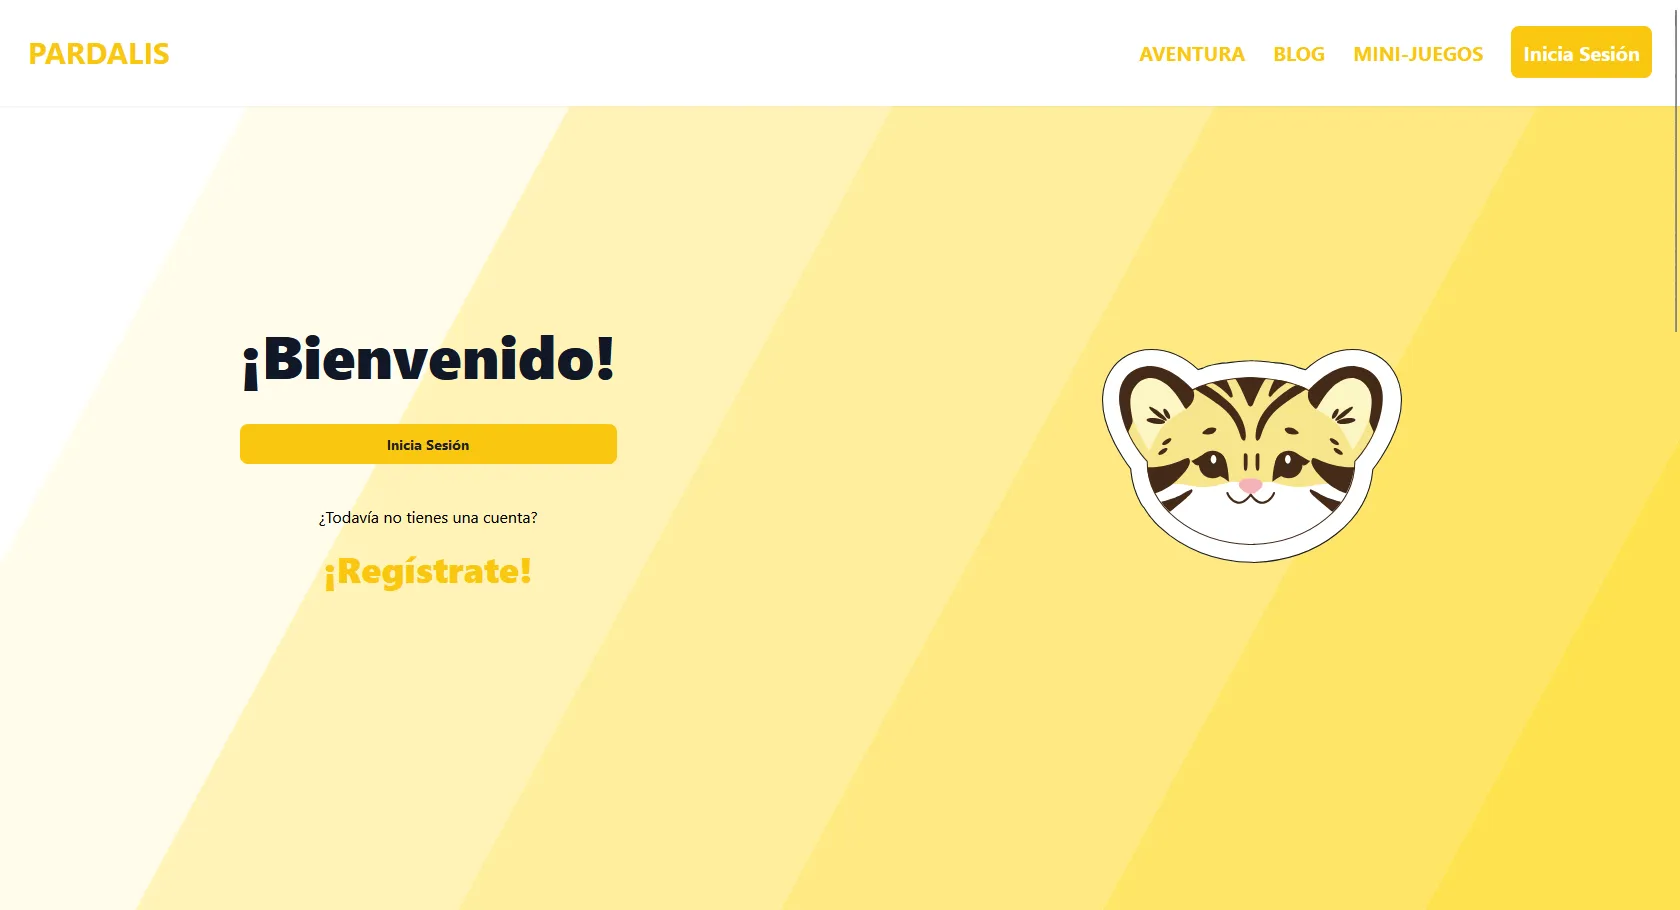 PARDALIS
AVENTURA BLOG MINI-JUEGOS Inicia Sesión
¡Bienvenido!
Inicia Sesión
¿Todavía no tienes una cuenta?
¡Regístrate!